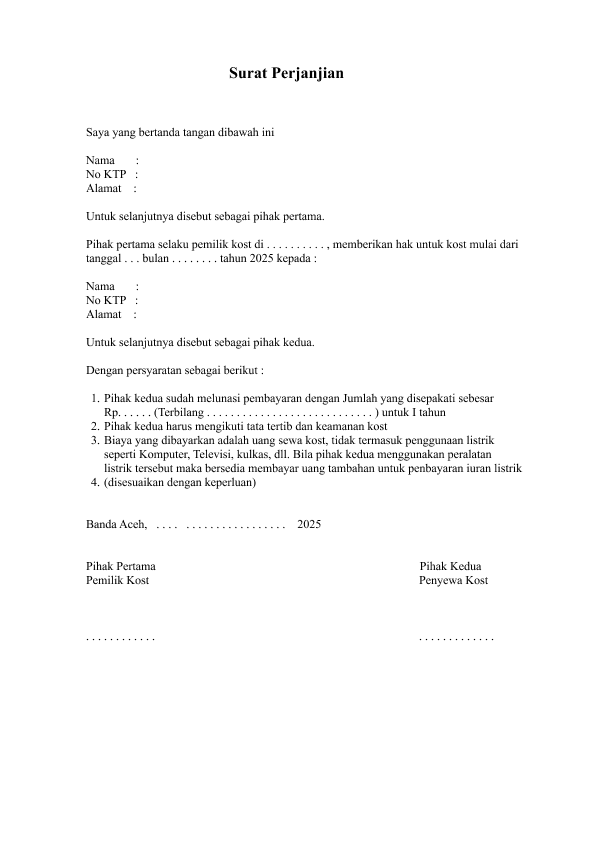 Surat Perjanjian
Saya yang bertanda tangan dibawah ini
Nama :
No KTP :
Alamat :
Untuk selanjutnya disebut sebagai pihak pertama.
Pihak pertama selaku pemilik kost di . . . . . . . . . . , memberikan hak untuk kost mulai dari
tanggal . . . bulan . . . . . . . . tahun 2025 kepada :
Nama :
No KTP :
Alamat :
Untuk selanjutnya disebut sebagai pihak kedua.
Dengan persyaratan sebagai berikut :
1. Pihak kedua sudah melunasi pembayaran dengan Jumlah yang disepakati sebesar
Rp. . . . . . (Terbilang . . . . . . . . . . . . . . . . . . . . . . . . . . . . ) untuk I tahun
2. Pihak kedua harus mengikuti tata tertib dan keamanan kost
3. Biaya yang dibayarkan adalah uang sewa kost, tidak termasuk penggunaan listrik
seperti Komputer, Televisi, kulkas, dll. Bila pihak kedua menggunakan peralatan
listrik tersebut maka bersedia membayar uang tambahan untuk penbayaran iuran listrik
4. (disesuaikan dengan keperluan)
Banda Aceh, . . . . . . . . . . . . . . . . . . . . . 2025
Pihak Pertama Pihak Kedua
Pemilik Kost Penyewa Kost
. . . . . . . . . . . . . . . . . . . . . . . . .